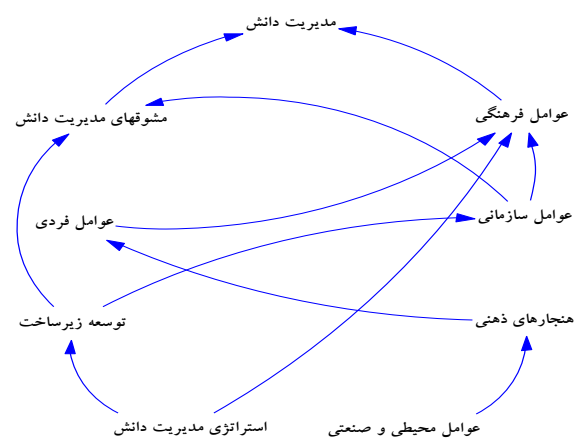 مدیریت دانش
عوامل فرهنگی
مشوقهای مدیریت دانش
عوامل سازمانی
عوامل فردی
هنجارهای ذهنی
توسعه زیرساخت
عوامل محیطی و صنعتی
استراتژی مدیریت دانش